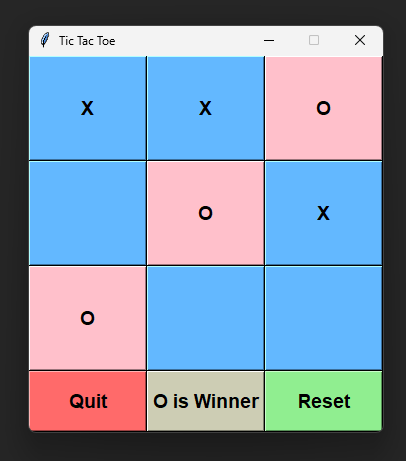 Tic Tac Toe
X X O
O X
O
Quit O is Winner Reset